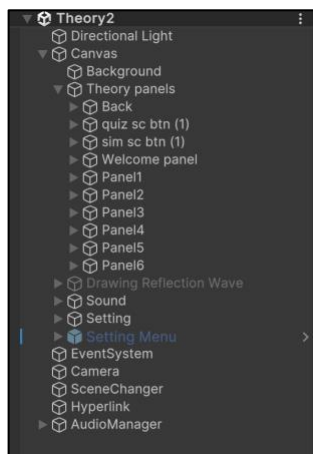 Theory2
Directional Light
Canvas
Background
Theory panels
Back
quiz sc btn (1)
sim sc btn (1)
Welcome panel
Panel1
Panel2
Panel3
Panel4
Panel5
Panel6
Drawing Reflection Wave
Sound
Setting
Setting Menu
EventSystem
Camera
SceneChanger
Hyperlink
AudioManager